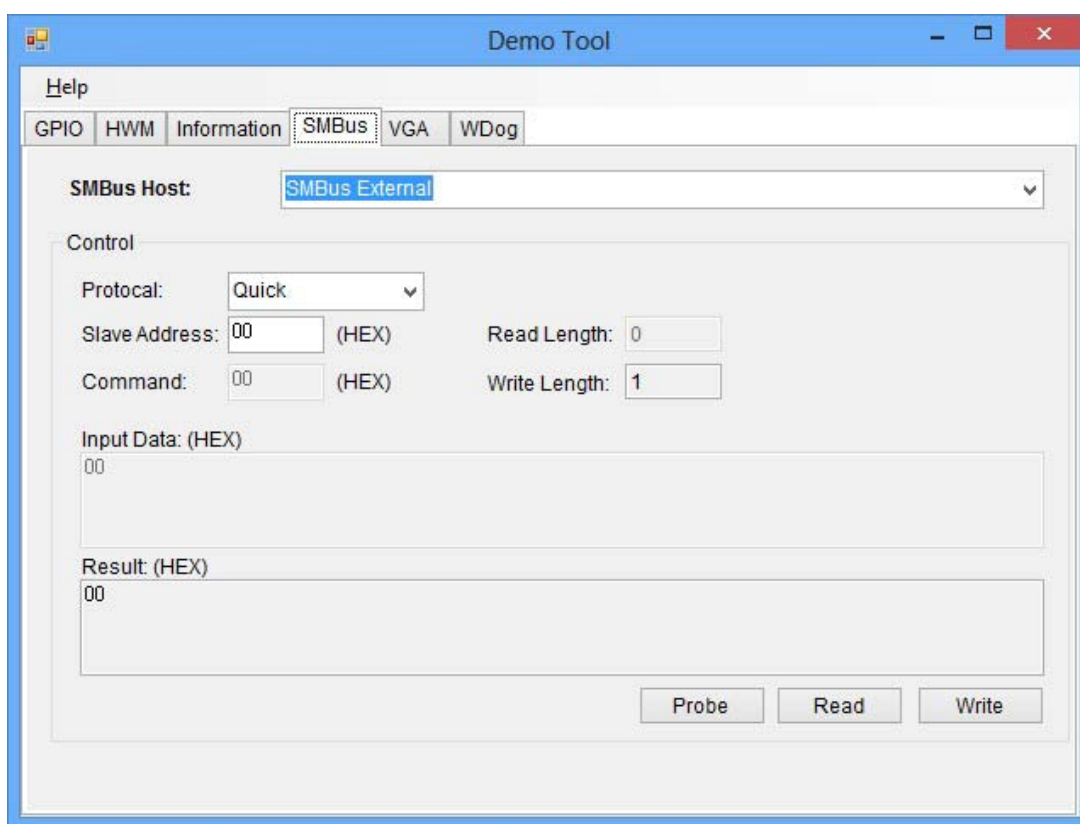 Demo Tool
Help
GPIO HWM Information SMBus VGA WDog
SMBus Host: SMBus External
Control
Protocal: Quick
Slave Address: 00 (HEX) Read Length: 0
Command: 00 (HEX) Write Length: 1
Input Data: (HEX)
00
Result: (HEX)
00
Probe Read Write